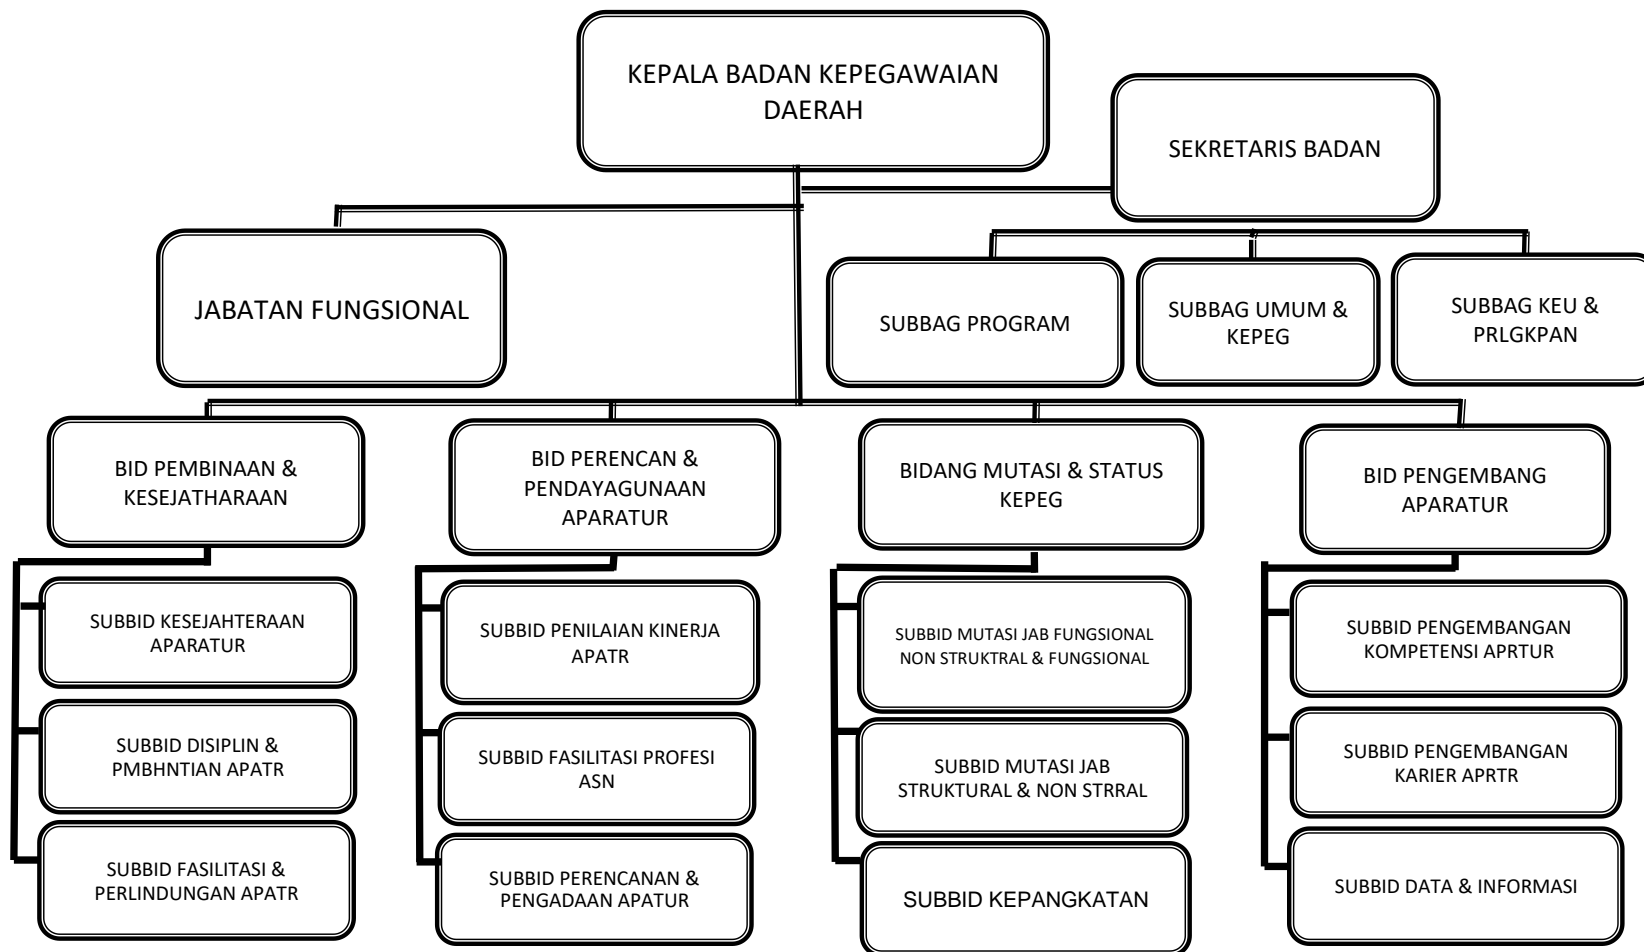 KEPALA BADAN KEPEGAWAIAN
DAERAH
SEKRETARIS BADAN
JABATAN FUNGSIONAL
SUBBAG PROGRAM
SUBBAG UMUM &
KEPEG
SUBBAG KEU &
PRLGKPAN
BID PEMBINAAN &
KESEJATHARAAN
BID PERENCAN &
PENDAYAGUNAAN
APARATUR
BIDANG MUTASI & STATUS
KEPEG
BID PENGEMBANG
APARATUR
SUBBID KESEJAHTERAAN
APARATUR
SUBBID PENILAIAN KINERJA
APATR
SUBBID MUTASI JAB FUNGSIONAL
NON STRUKTRAL & FUNGSIONAL
SUBBID PENGEMBANGAN
KOMPETENSI APRTUR
SUBBID DISIPLIN &
PMBHNTIAN APATR
SUBBID FASILITASI PROFESI
ASN
SUBBID MUTASI JAB
STRUKTURAL & NON STRRAL
SUBBID PENGEMBANGAN
KARIER APRTR
SUBBID FASILITASI &
PERLINDUNGAN APATR
SUBBID PERENCANAN &
PENGADAAN APATUR
SUBBID KEPANGKATAN
SUBBID DATA & INFORMASI